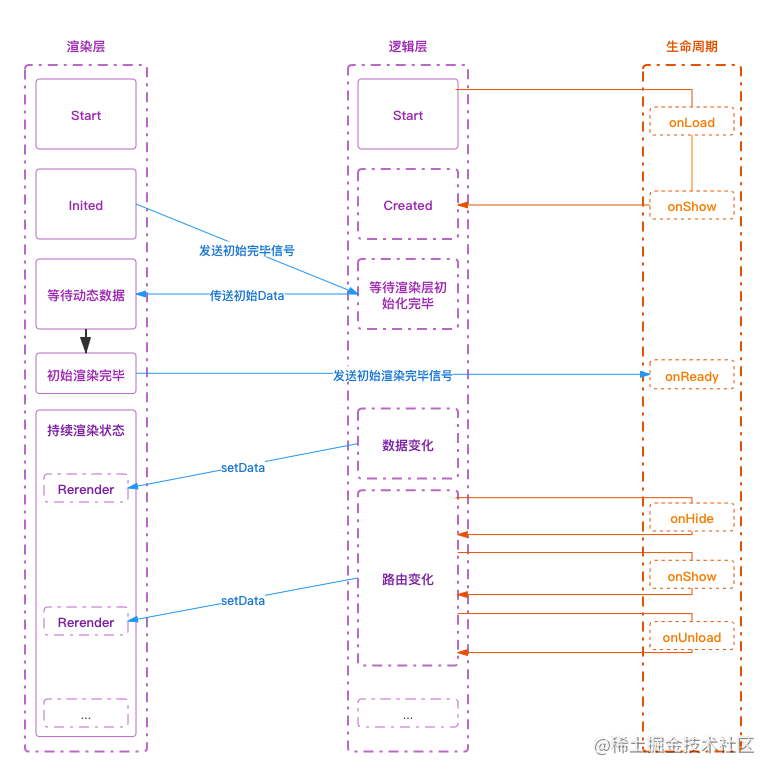 渲染层
逻辑层
生命周期
Start
Start
onLoad
Inited
Created
onShow
发送初始完毕信号
等待动态数据
传送初始Data
等待渲染层初
始化完毕
初始渲染完毕
发送初始渲染完毕信号
onReady
持续渲染状态
数据变化
setData
Rerender
onHide
路由变化
onShow
setData
Rerender
onUnload
...
...
@稀土掘金技术社区